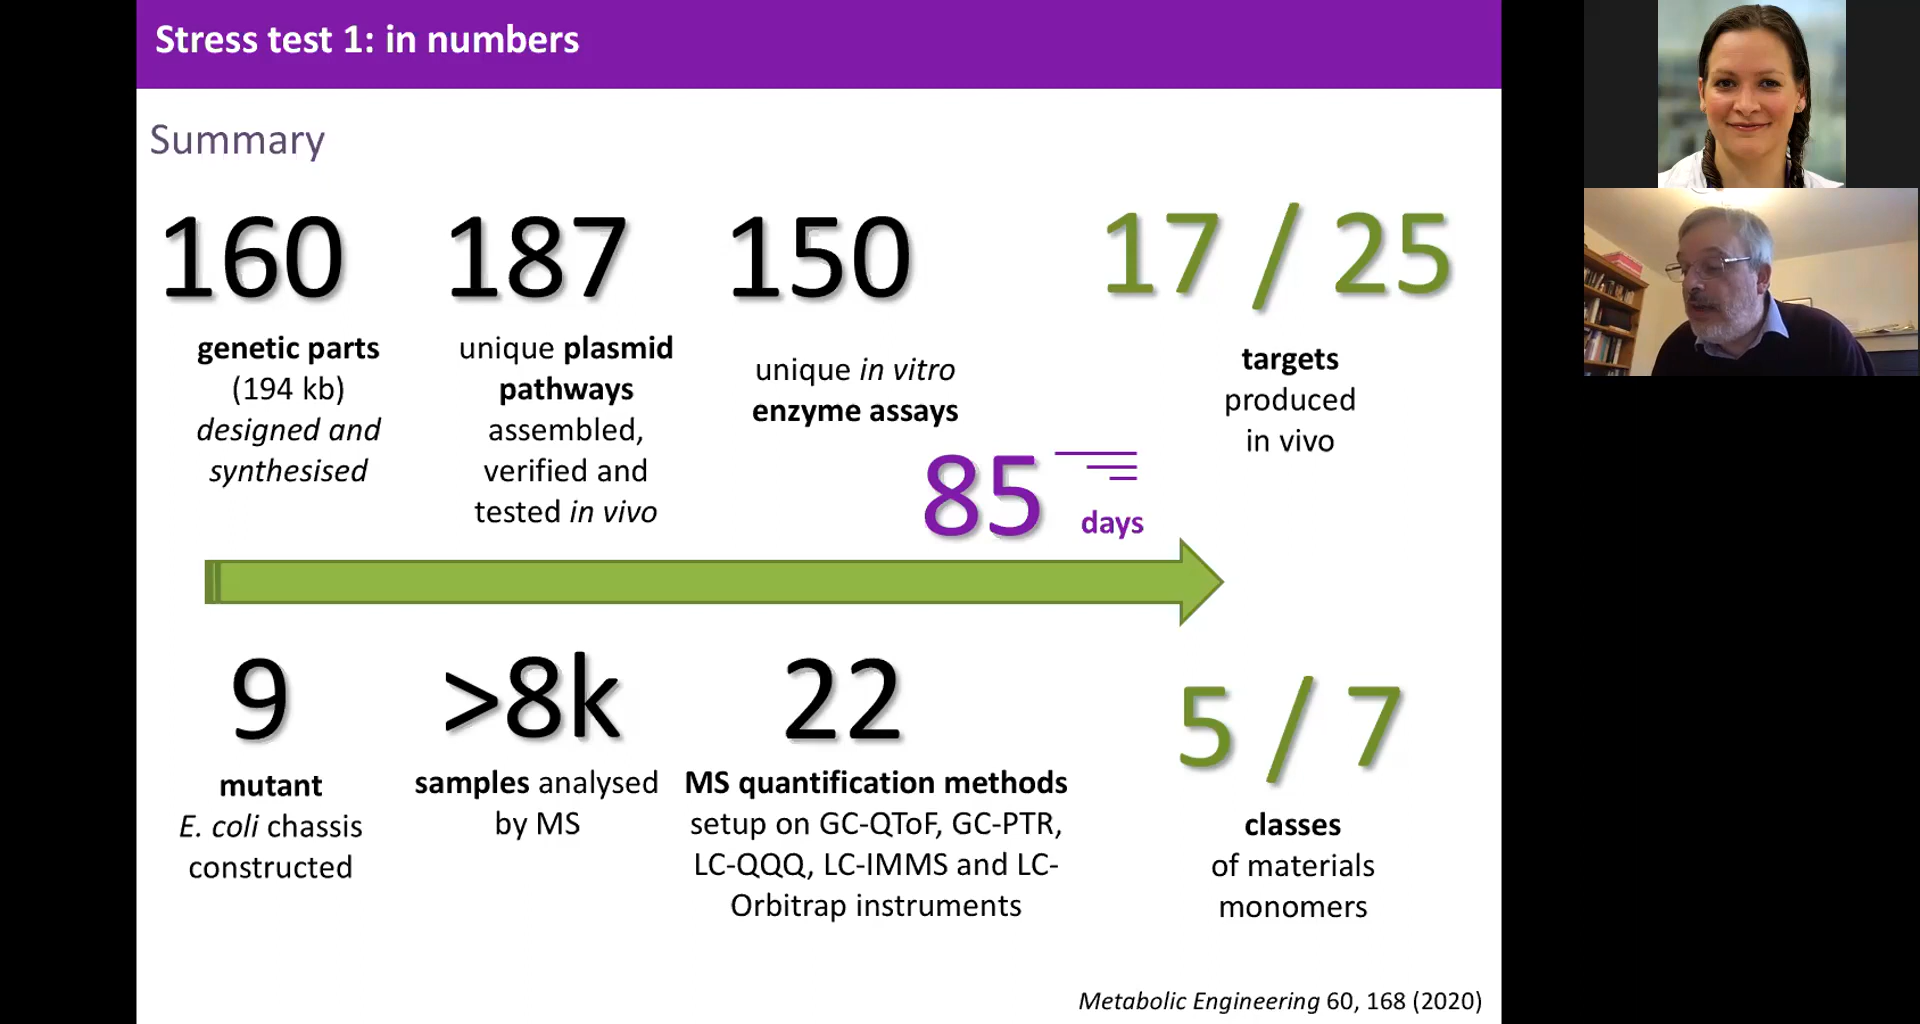 Stress test 1: in numbers
Summary
160
genetic parts
(194 kb)
designed and
synthesised
187
unique plasmid
pathways
assembled,
verified and
tested in vivo
150
unique in vitro
enzyme assays
17 / 25
targets
produced
in vivo
85
days
9
mutant
E. coli chassis
constructed
>8k
samples analysed
by MS
22
MS quantification methods
setup on GC-QToF, GC-PTR,
LC-QQQ, LC-IMMS and LC-
Orbitrap instruments
5 / 7
classes
of materials
monomers
Metabolic Engineering 60, 168 (2020)